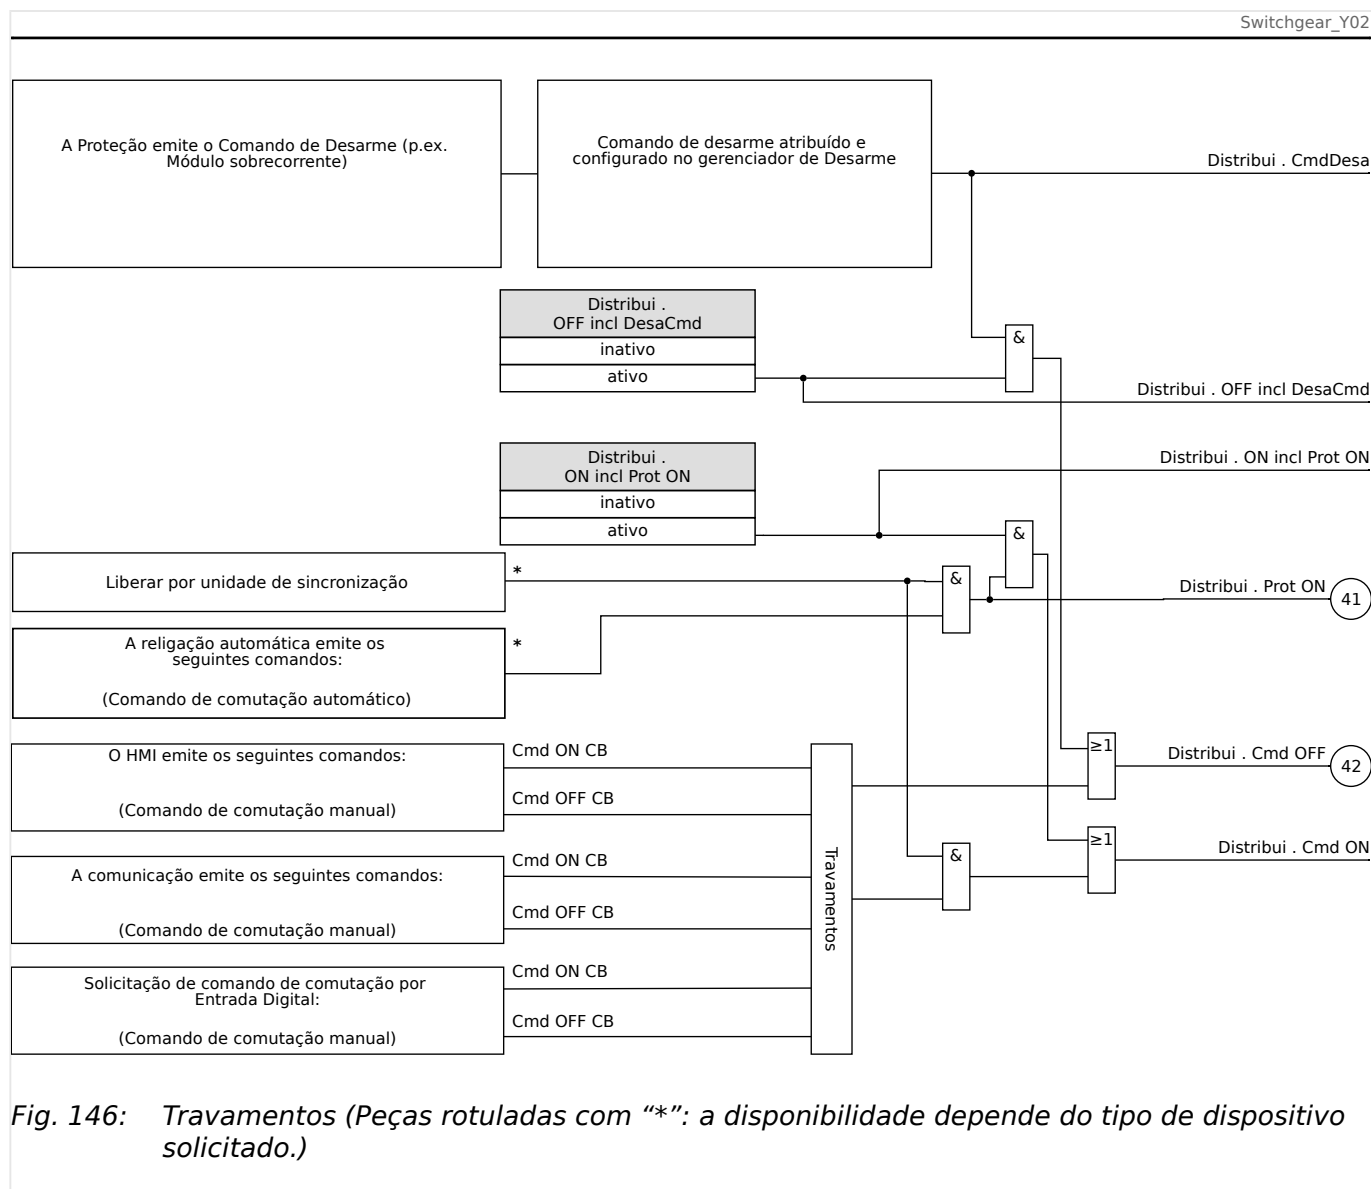 Switchgear_Y02
A Proteção emite o Comando de Desarme (p.ex.
Módulo sobrecorrente)
Comando de desarme atribuído e
configurado no gerenciador de Desarme
Distribui . CmdDesa
Distribui .
OFF incl DesaCmd
inativo
ativo
&
Distribui . OFF incl DesaCmd
Distribui .
ON incl Prot ON
inativo
ativo
Distribui . ON incl Prot ON
&
Liberar por unidade de sincronização
*
&
Distribui . Prot ON
41
A religação automática emite os
seguintes comandos:
(Comando de comutação automático)
*
O HMI emite os seguintes comandos:
(Comando de comutação manual)
Cmd ON CB
Cmd OFF CB
≥1
Distribui . Cmd OFF
42
A comunicação emite os seguintes comandos:
(Comando de comutação manual)
Cmd ON CB
Cmd OFF CB
Travamentos
&
≥1
Distribui . Cmd ON
Solicitação de comando de comutação por
Entrada Digital:
(Comando de comutação manual)
Cmd ON CB
Cmd OFF CB
Fig. 146: Travamentos (Peças rotuladas com “*”: a disponibilidade depende do tipo de dispositivo
solicitado.)